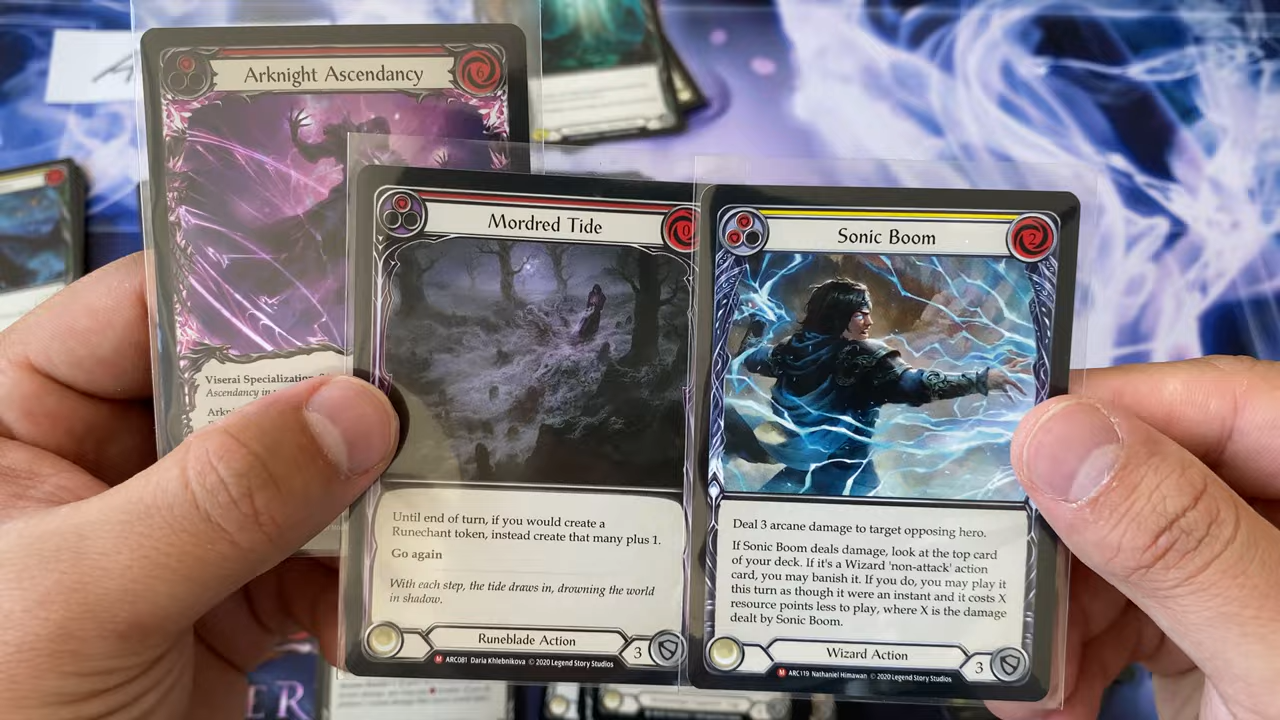 Arknight Ascendancy
6
Viserai Specialization
Ascendancy in
Mordred Tide
0
Until end of turn, if you would create a
Runechant token, instead create that many plus 1.
Go again
With each step, the tide draws in, drowning the world
in shadow.
Runeblade Action
3
M ARC081 Daria Khlebnikova © 2020 Legend Story Studios
Sonic Boom
2
Deal 3 arcane damage to target opposing hero.
If Sonic Boom deals damage, look at the top card
of your deck. If it's a Wizard 'non-attack' action
card, you may banish it. If you do, you may play it
this turn as though it were an instant and it costs X
resource points less to play, where X is the damage
dealt by Sonic Boom.
Wizard Action
3
M ARC119 Nathaniel Himawan © 2020 Legend Story Studios